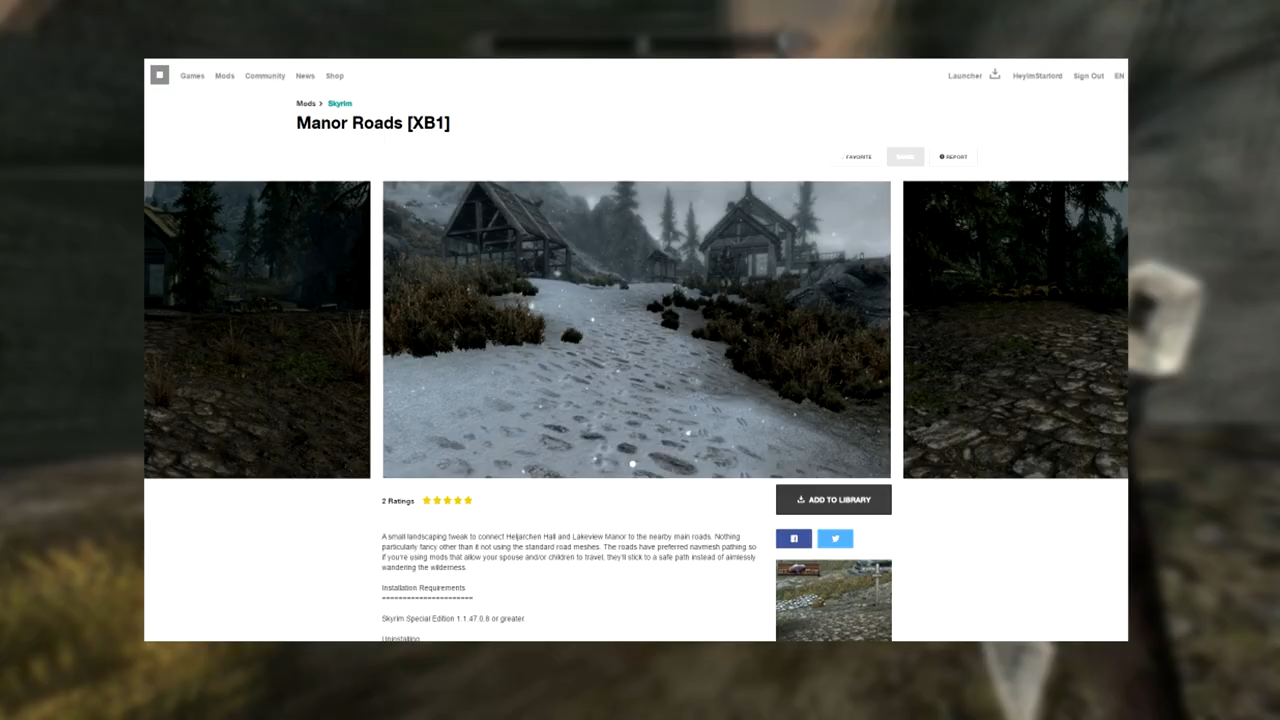 Games Mods Community News Shop Launcher HeyImStarlord Sign Out EN
Mods > Skyrim
Manor Roads [XB1]
FAVORITE REPORT
2 Ratings
ADD TO LIBRARY
A small landscaping tweak to connect Heljarchen Hall and Lakeview Manor to the nearby main roads. Nothing
particularly fancy other than it not using the standard road meshes. The roads have preferred navmesh pathing so
if you're using mods that allow your spouse and/or children to travel, they'll stick to a safe path instead of aimlessly
wandering the wilderness.
Installation Requirements
======================
Skyrim Special Edition 1.1.47.0.8 or greater.
Uninstalling